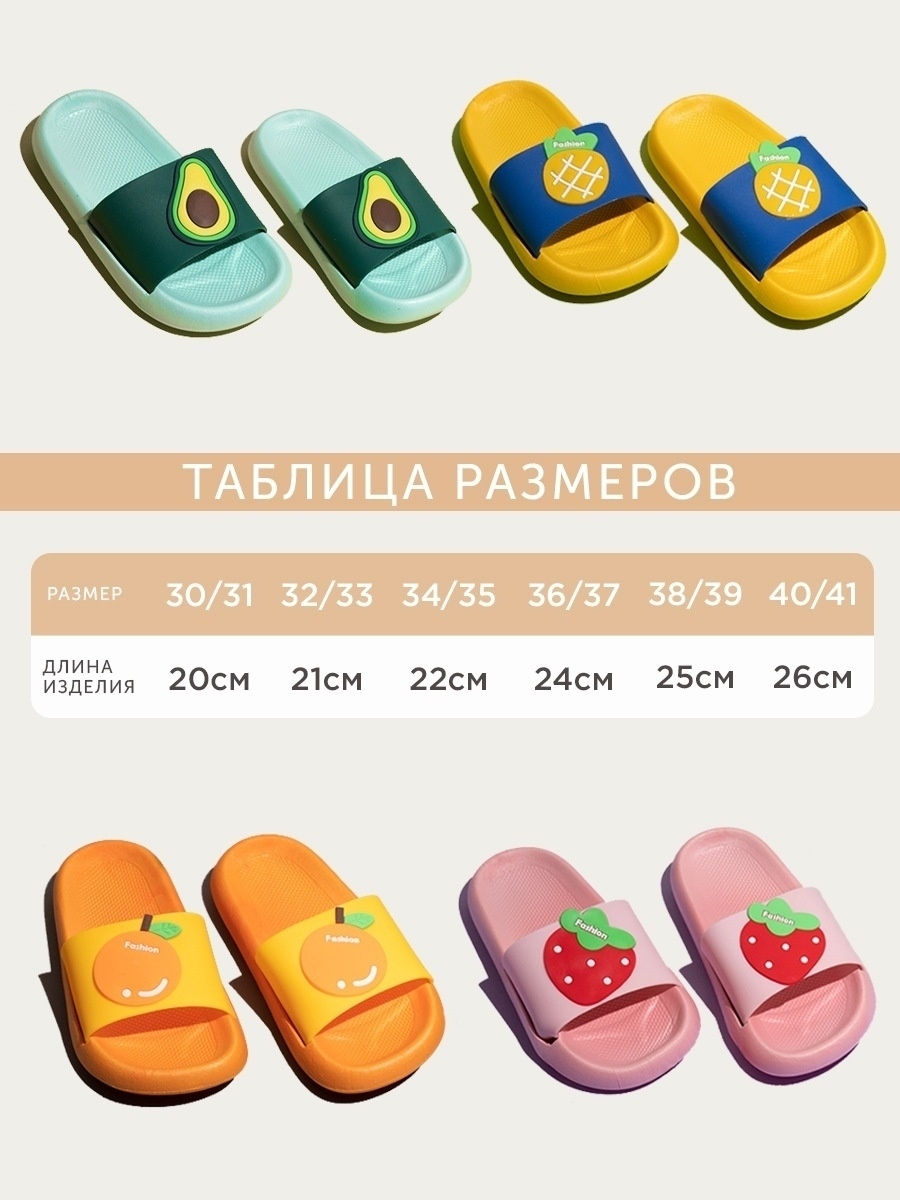 Fashion
Fashion
ТАБЛИЦА РАЗМЕРОВ
РАЗМЕР 30/31 32/33 34/35 36/37 38/39 40/41
ДЛИНА
ИЗДЕЛИЯ 20см 21см 22см 24см 25см 26см
Fashion
Fashion
Fashion
Fashion